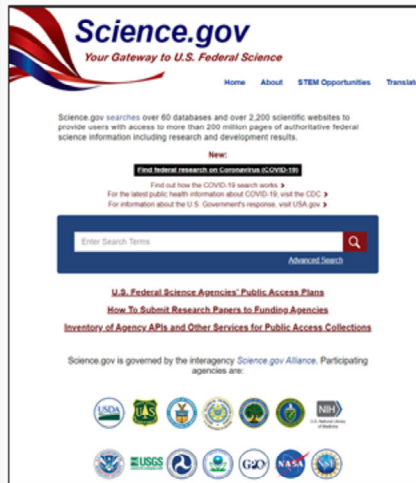 Science.gov
Your Gateway to U.S. Federal Science
Home About STEM Opportunities Translat
Science.gov searches over 60 databases and over 2,200 scientific websites to
provide users with access to more than 200 million pages of authoritative federal
science information including research and development results.
New:
Find federal research on Coronavirus (COVID-19)
Find out how the COVID-19 search works >
For the latest public health information about COVID-19, visit the CDC >
For information about the U.S. Government's response, visit USA.gov >
Enter Search Terms
Advanced Search
U.S. Federal Science Agencies' Public Access Plans
How To Submit Research Papers to Funding Agencies
Inventory of Agency APIs and Other Services for Public Access Collections
Science.gov is governed by the interagency Science.gov Alliance. Participating
agencies are:
USDA NIH
U.S. National Library
of Medicine
USGS GPO NASA NSF